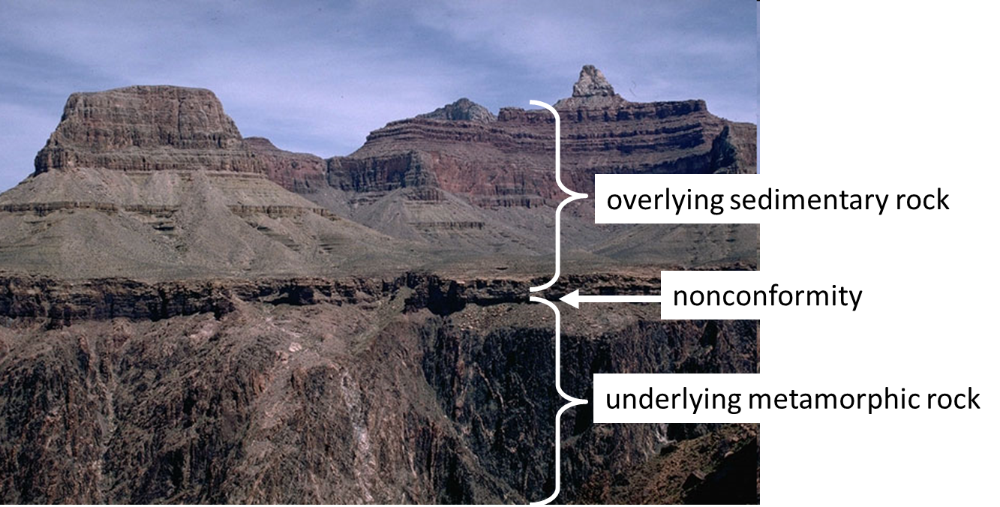 overlying sedimentary rock
nonconformity
underlying metamorphic rock